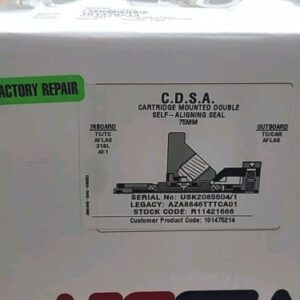 FACTORY REPAIR
C.D.S.A.
CARTRIDGE MOUNTED DOUBLE
SELF-ALIGNING SEAL
75MM
INBOARD
TC/TC
AFLAS
316L
AF1
OUTBOARD
TC/CAR
AFLAS
SERIAL No: USK2085504/1
LEGACY: AZA8846TTTCA01
STOCK CODE: R11421666
Customer Product Code: 101475214